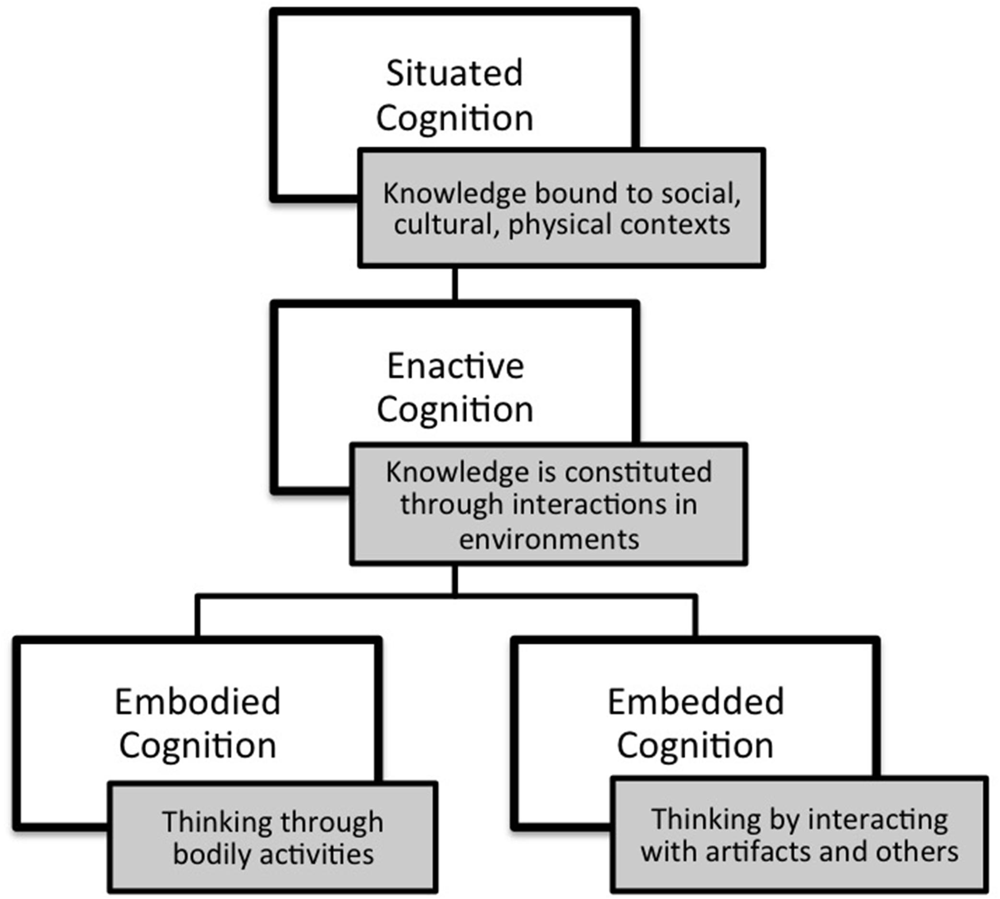 Situated
Cognition
Knowledge bound to social,
cultural, physical contexts
Enactive
Cognition
Knowledge is constituted
through interactions in
environments
Embodied
Cognition
Thinking through
bodily activities
Embedded
Cognition
Thinking by interacting
with artifacts and others